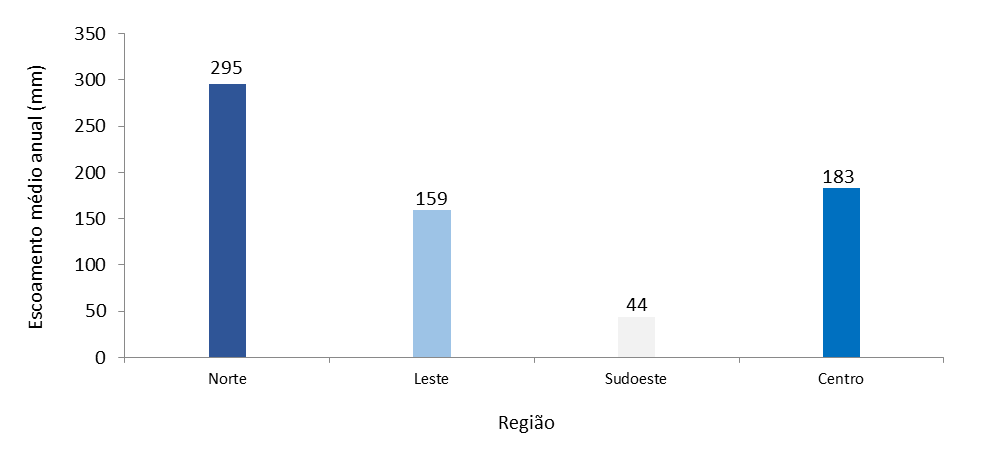 Escoamento médio anual (mm)
350
300
250
200
150
100
50
0
295
159
44
183
Norte
Leste
Sudoeste
Centro
Região